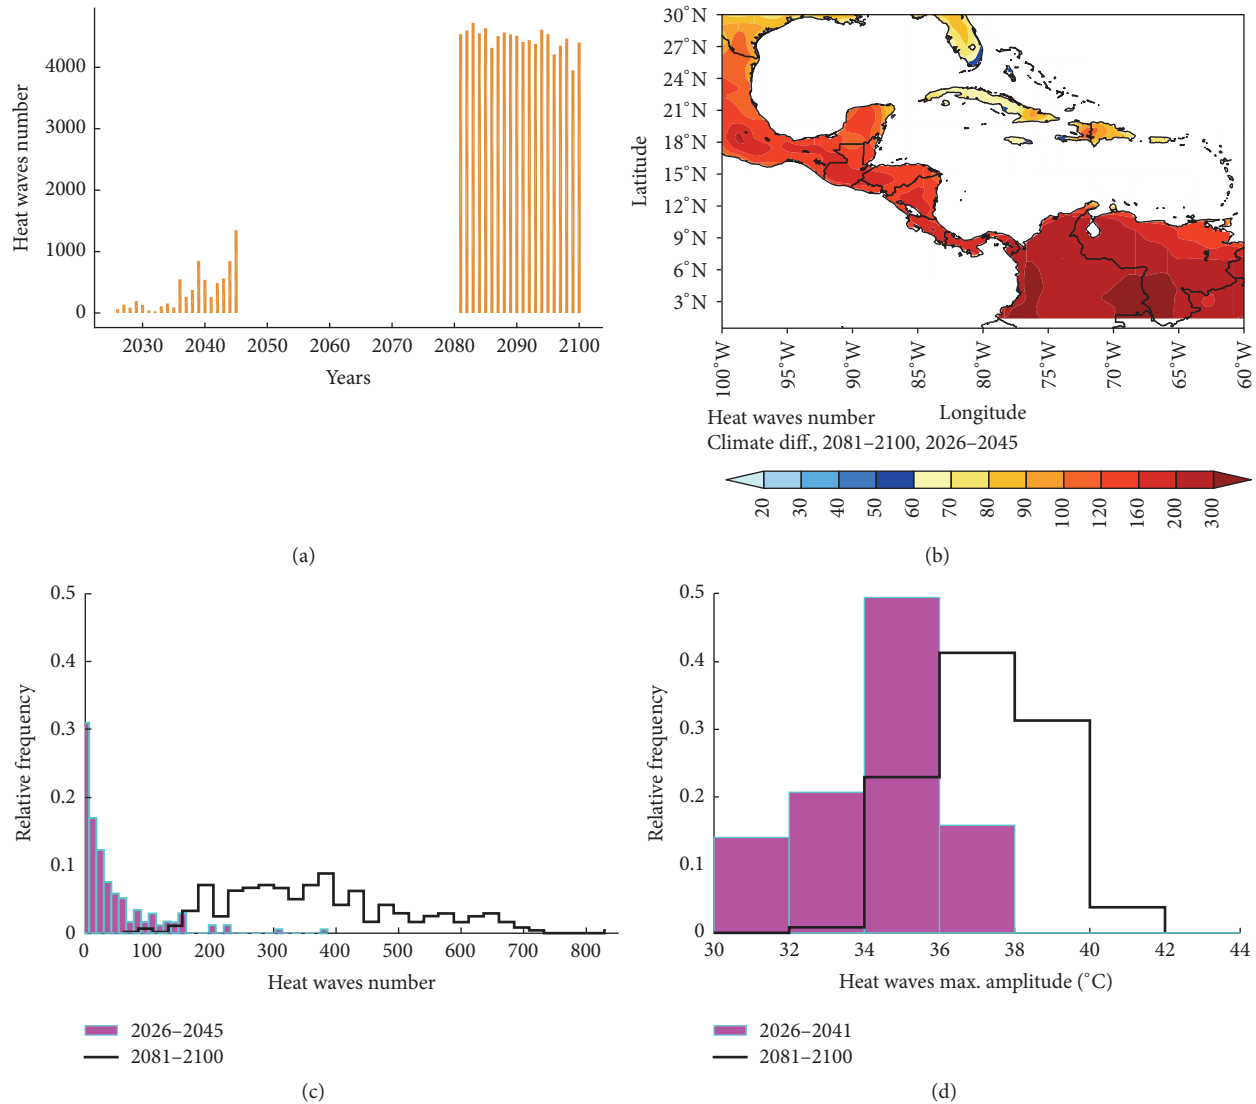 Heat waves number
4000
3000
2000
1000
0
2030 2040 2050 2060 2070 2080 2090 2100
Years
(a)
Latitude
30°N
27°N
24°N
21°N
18°N
15°N
12°N
9°N
6°N
3°N
100°W 95°W 90°W 85°W 80°W 75°W 70°W 65°W 60°W
Longitude
Heat waves number
Climate diff., 2081–2100, 2026–2045
20 30 40 50 60 70 80 90 100 120 160 200 300
(b)
Relative frequency
0.5
0.4
0.3
0.2
0.1
0
0 100 200 300 400 500 600 700 800
Heat waves number
2026–2045
2081–2100
(c)
Relative frequency
0.5
0.4
0.3
0.2
0.1
0
30 32 34 36 38 40 42 44
Heat waves max. amplitude (°C)
2026–2041
2081–2100
(d)